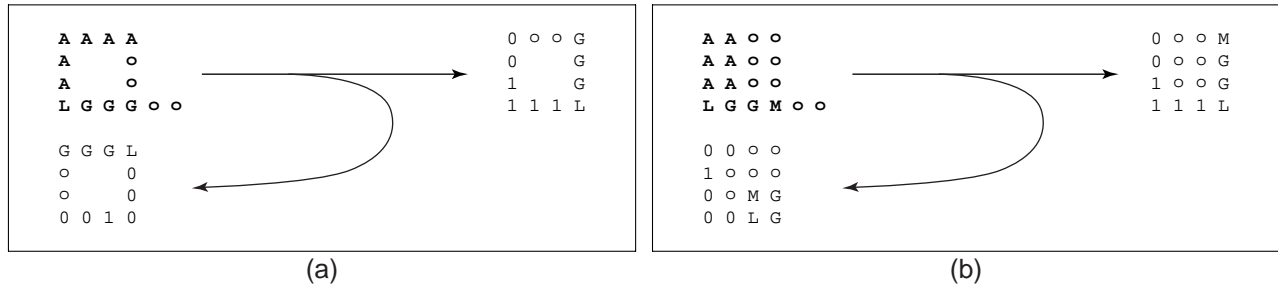 A A A A
A o
A o
L G G G o o
0 o o G
0 G
1 G
1 1 1 L
G G G L
o 0
o 0
0 0 1 0
(a)
A A o o
A A o o
A A o o
L G G M o o
0 o o M
0 o o G
1 o o G
1 1 1 L
0 0 o o
1 o o o
0 o M G
0 0 L G
(b)